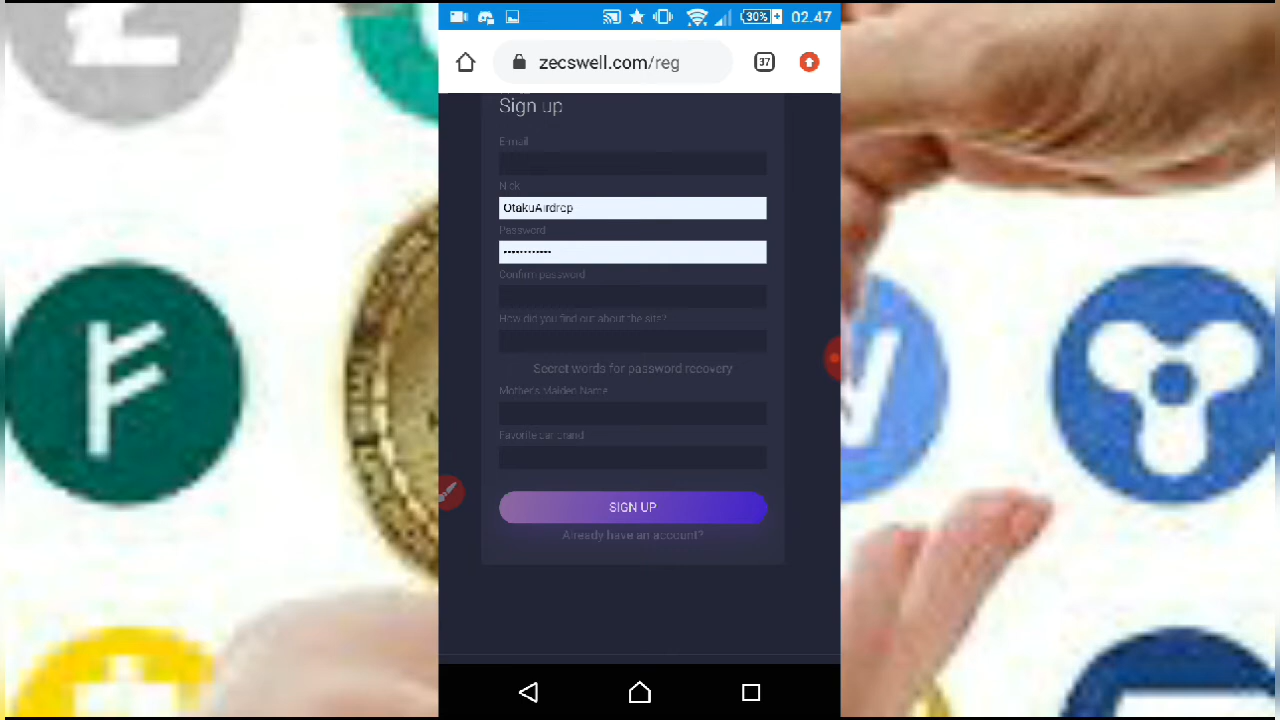 30%
02.47
zecswell.com/reg
37
Sign up
E-mail
Nick
OtakuAirdrop
Password
••••••••••••
Confirm password
How did you find out about the site?
Secret words for password recovery
Mother's Maiden Name
Favorite car brand
SIGN UP
Already have an account?